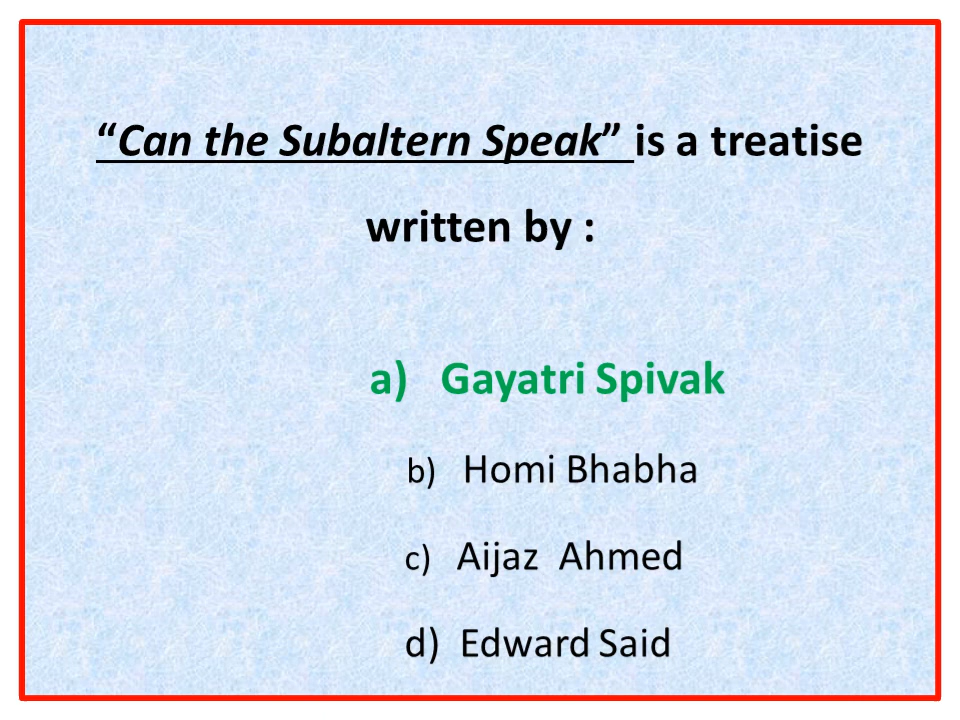 “Can the Subaltern Speak” is a treatise
written by :
a) Gayatri Spivak
b) Homi Bhabha
c) Aijaz Ahmed
d) Edward Said